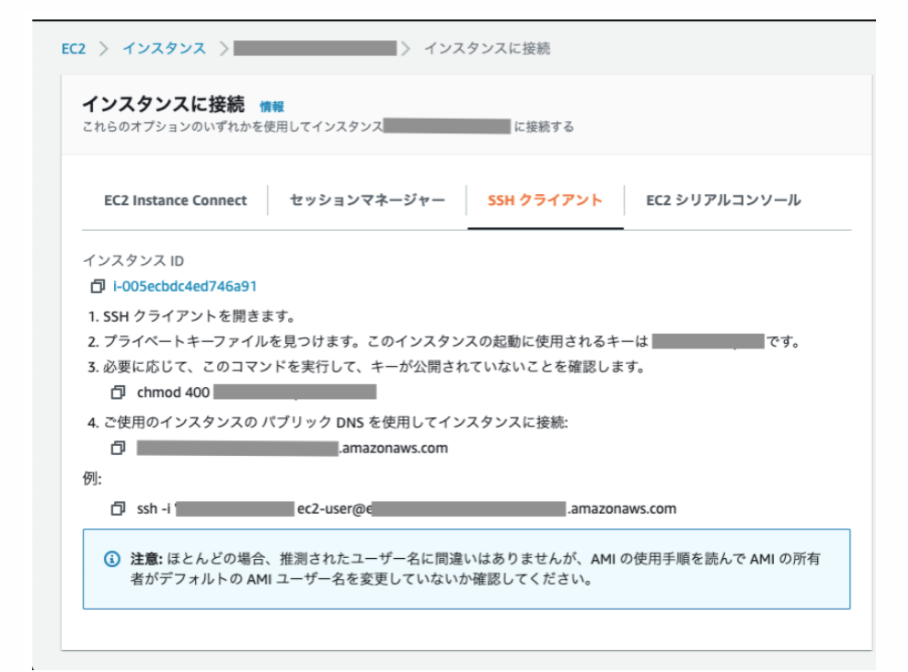 EC2 > インスタンス > > インスタンスに接続
インスタンスに接続 情報
これらのオプションのいずれかを使用してインスタンス に接続する
EC2 Instance Connect セッションマネージャー SSH クライアント EC2 シリアルコンソール
インスタンス ID
i-005ecbdc4ed746a91
1. SSH クライアントを開きます。
2. プライベートキーファイルを見つけます。このインスタンスの起動に使用されるキーは です。
3. 必要に応じて、このコマンドを実行して、キーが公開されていないことを確認します。
chmod 400
4. ご使用のインスタンスの パブリック DNS を使用してインスタンスに接続:
.amazonaws.com
例:
ssh -i " ec2-user@e .amazonaws.com
注意: ほとんどの場合、推測されたユーザー名に間違いはありませんが、AMI の使用手順を読んで AMI の所有
者がデフォルトの AMI ユーザー名を変更していないか確認してください。